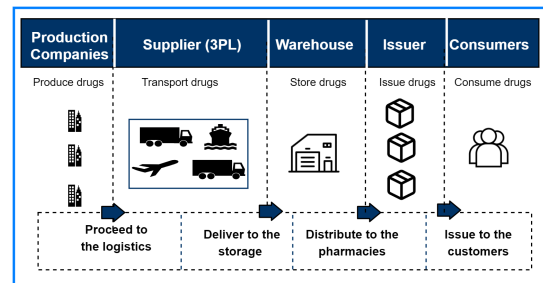 Production
Companies
Supplier (3PL)
Warehouse
Issuer
Consumers
Produce drugs
Transport drugs
Store drugs
Issue drugs
Consume drugs
Proceed to
the logistics
Deliver to the
storage
Distribute to the
pharmacies
Issue to the
customers